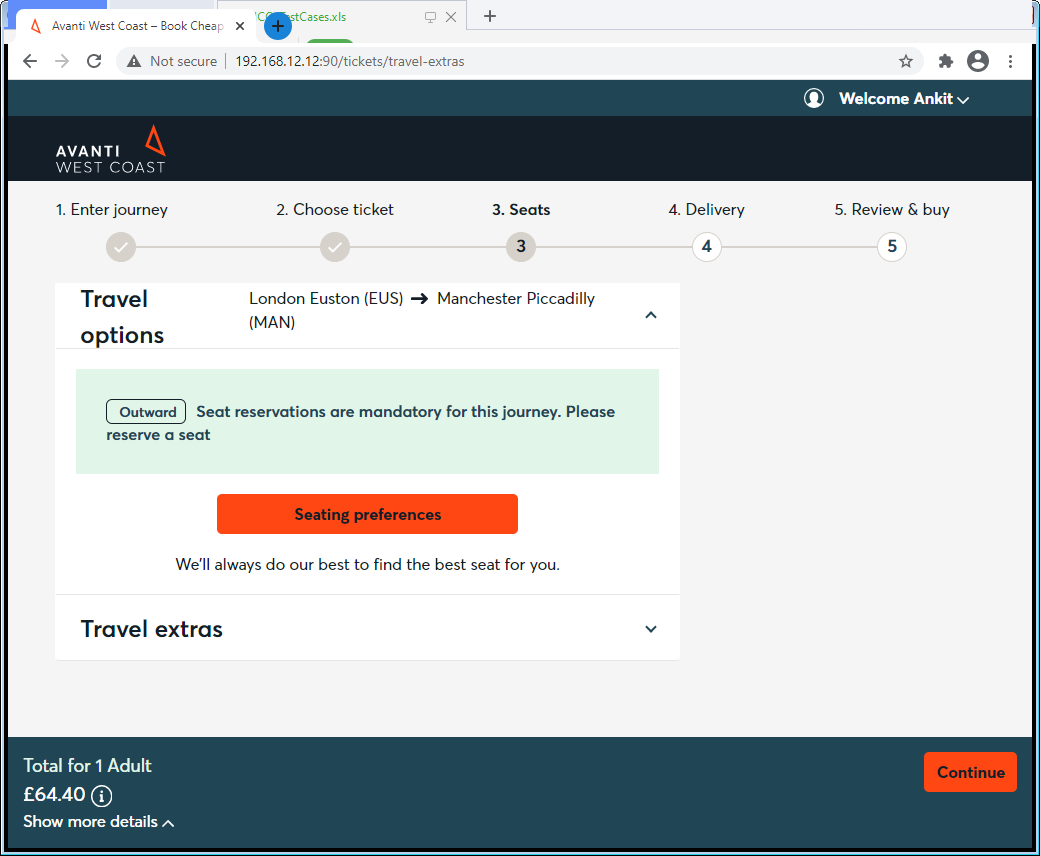 Avanti West Coast – Book Cheap
Cases.xls
Not secure
192.168.12.12:90/tickets/travel-extras
Welcome Ankit
AVANTI
WEST COAST
1. Enter journey
2. Choose ticket
3. Seats
4. Delivery
5. Review & buy
3
4
5
Travel options
London Euston (EUS) → Manchester Piccadilly
(MAN)
Outward Seat reservations are mandatory for this journey. Please
reserve a seat
Seating preferences
We'll always do our best to find the best seat for you.
Travel extras
Total for 1 Adult
£64.40
Show more details
Continue